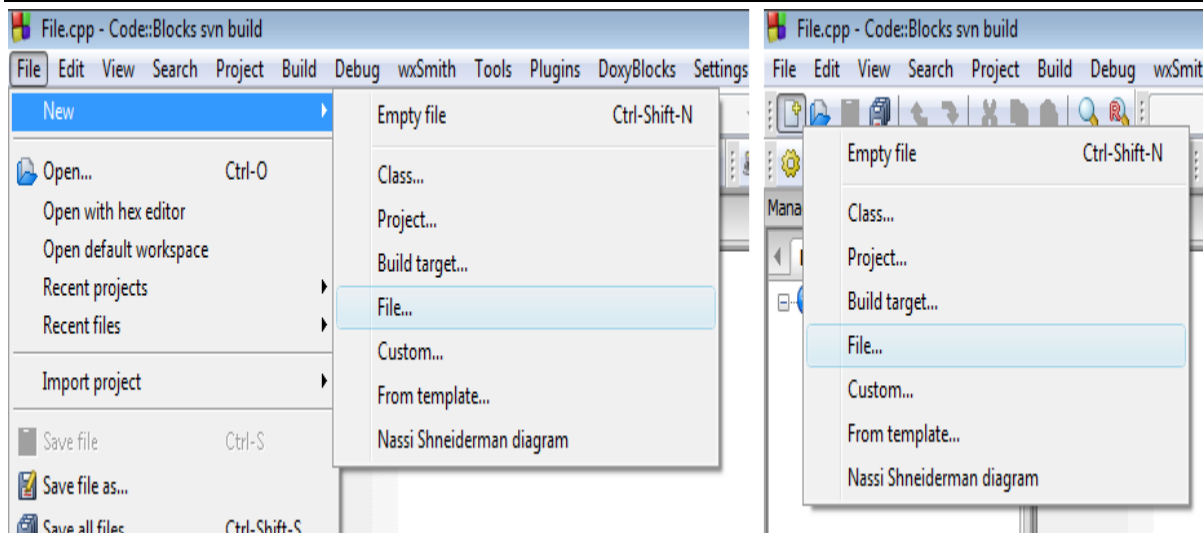 File.cpp - Code::Blocks svn build
File Edit View Search Project Build Debug wxSmith Tools Plugins DoxyBlocks Settings
New
Open... Ctrl-O
Open with hex editor
Open default workspace
Recent projects
Recent files
Import project
Save file Ctrl-S
Save file as...
Save all files Ctrl-Shift-S
Empty file Ctrl-Shift-N
Class...
Project...
Build target...
File...
Custom...
From template...
Nassi Shneiderman diagram
File.cpp - Code::Blocks svn build
File Edit View Search Project Build Debug wxSmit
Mana
Empty file Ctrl-Shift-N
Class...
Project...
Build target...
File...
Custom...
From template...
Nassi Shneiderman diagram